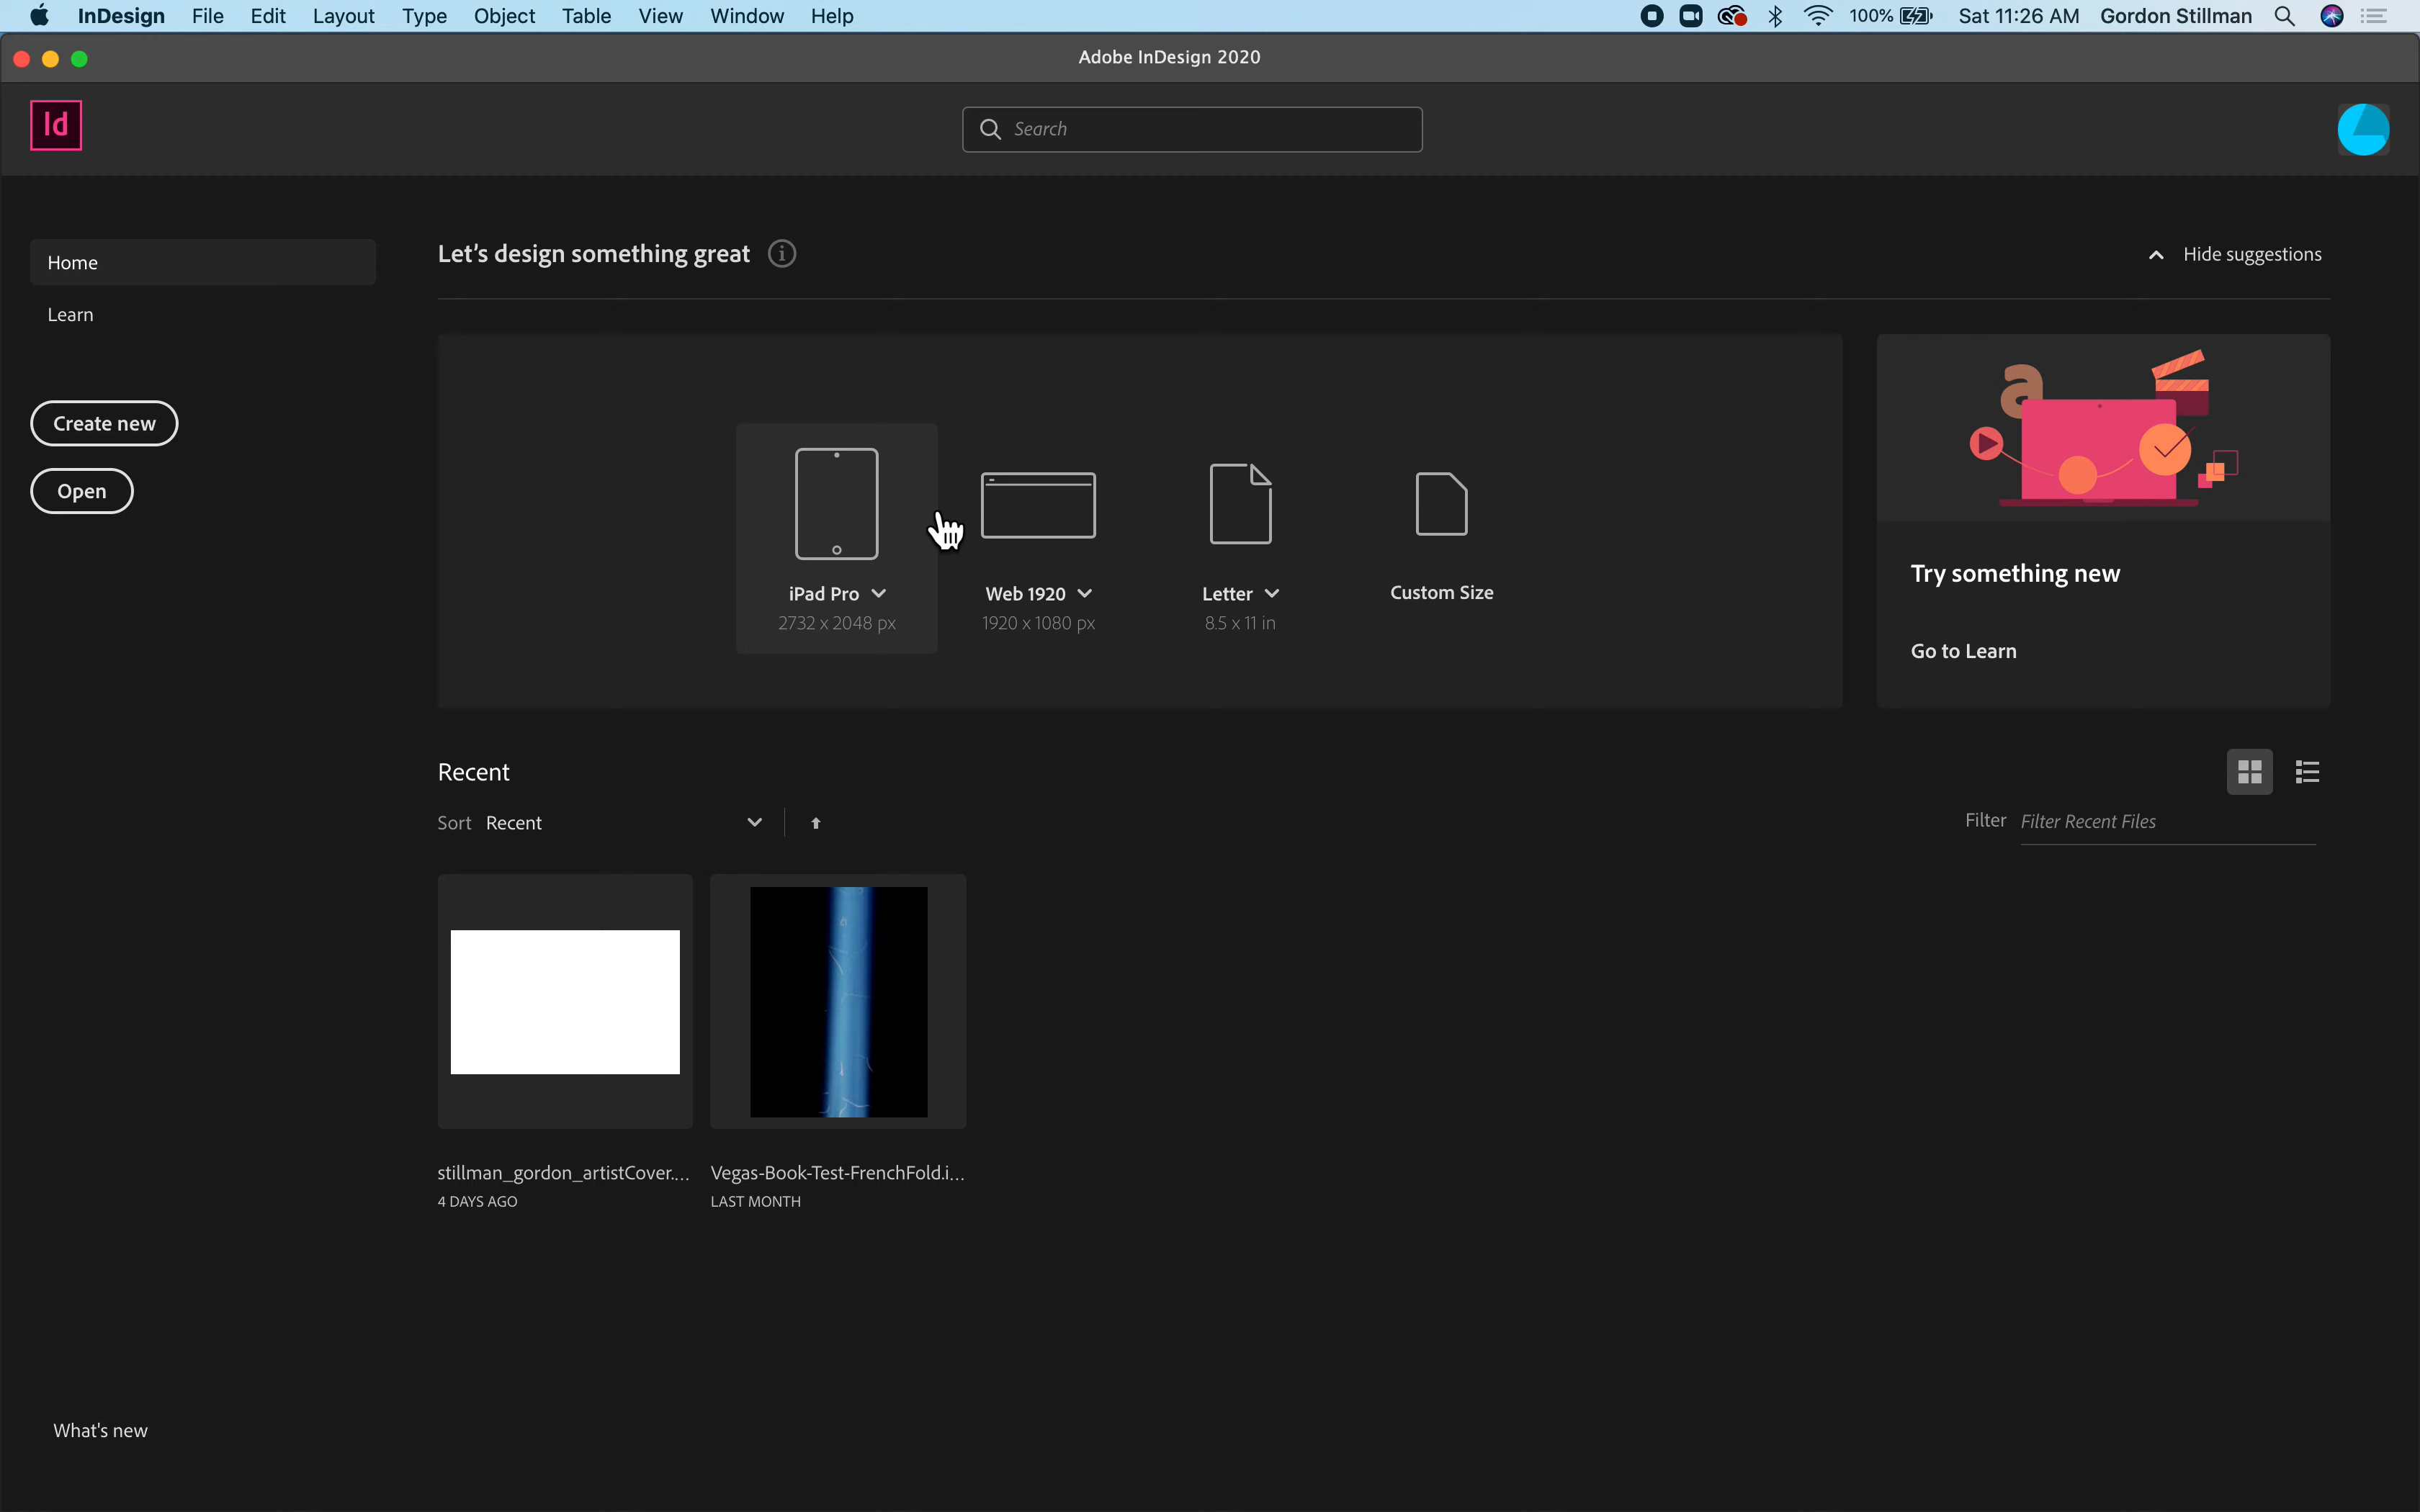 InDesign File Edit Layout Type Object Table View Window Help 100% Sat 11:26 AM Gordon Stillman
Adobe InDesign 2020
Id
Search
Home
Learn
Create new
Open
Let's design something great
Hide suggestions
iPad Pro
2732 x 2048 px
Web 1920
1920 x 1080 px
Letter
8.5 x 11 in
Custom Size
a
Try something new
Go to Learn
Recent
Sort Recent
Filter Filter Recent Files
stillman_gordon_artistCover....
4 DAYS AGO
Vegas-Book-Test-FrenchFold.i...
LAST MONTH
What's new